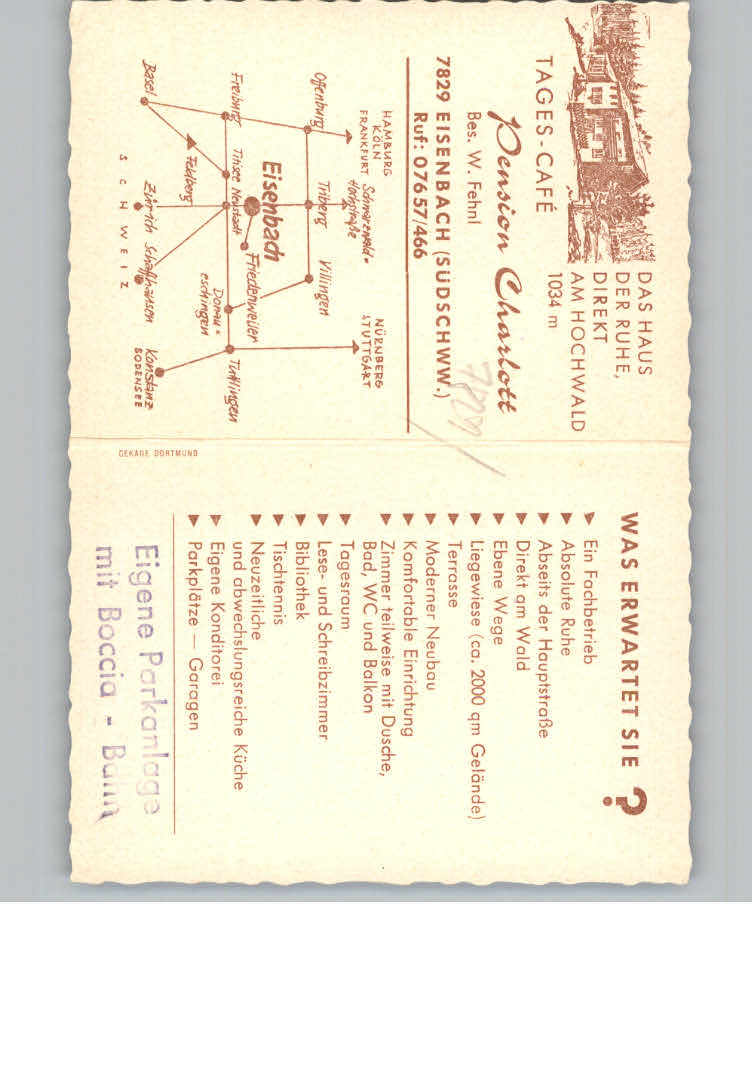 DAS HAUS
DER RUHE,
DIREKT
AM HOCHWALD
1034 m
TAGES-CAFÉ
Pension Charlott
Bes. W. Fehnl
7829 EISENBACH (SÜDSCHWW.)
Ruf: 07657/466
7829/
HAMBURG
KÖLN
FRANKFURT
Schwarzwald-
Hochstraße
NÜRNBERG
STUTTGART
Offenburg
Triberg
Villingen
Eisenbach
Friedenweiler
Freiburg
Titisee
Neustadt
Donau-
eschingen
Tuttlingen
Feldberg
Basel
Zürich
Schaffhausen
Konstanz
BODENSEE
SCHWEIZ
GEKADE DORTMUND
WAS ERWARTET SIE ?
Ein Fachbetrieb
Absolute Ruhe
Abseits der Hauptstraße
Direkt am Wald
Ebene Wege
Liegewiese (ca. 2000 qm Gelände)
Terrasse
Moderner Neubau
Komfortable Einrichtung
Zimmer teilweise mit Dusche,
Bad, WC und Balkon
Tagesraum
Lese- und Schreibzimmer
Bibliothek
Tischtennis
Neuzeitliche
und abwechslungsreiche Küche
Eigene Konditorei
Parkplätze — Garagen
Eigene Parkanlage
mit Boccia - Bahn